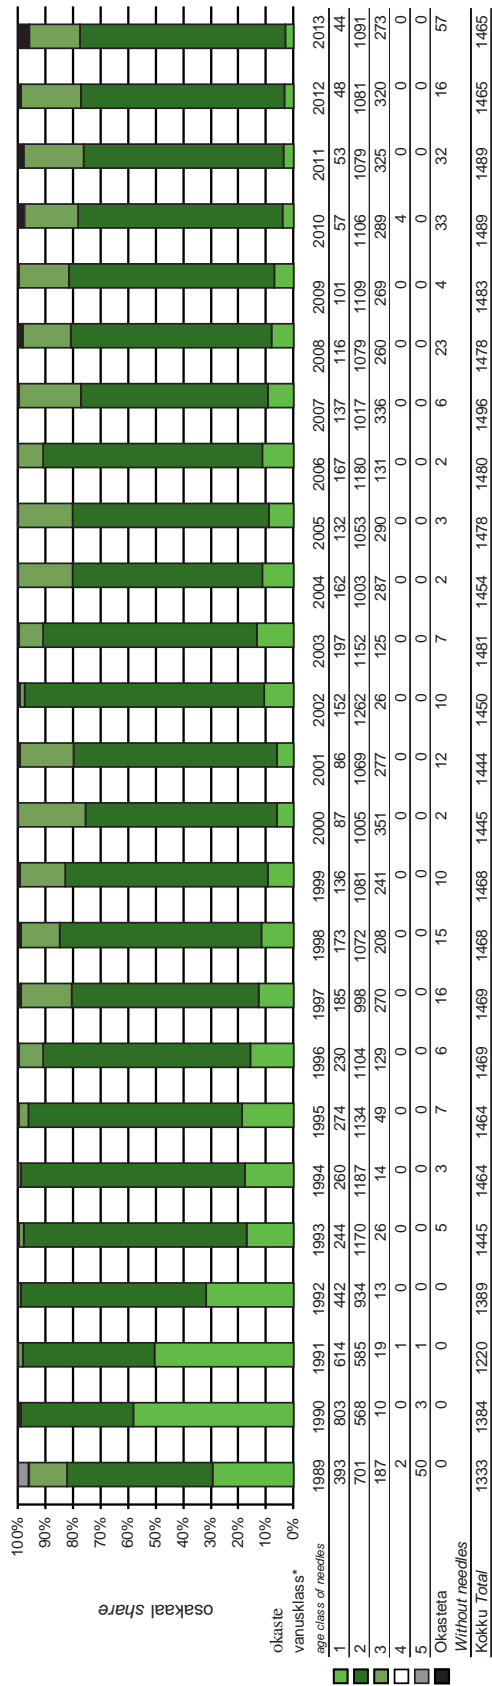 100%
90%
80%
70%
60%
50%
40%
30%
20%
10%
0%
osakaal share
okaste
vanusklass*
age class of needles 1989 1990 1991 1992 1993 1994 1995 1996 1997 1998 1999 2000 2001 2002 2003 2004 2005 2006 2007 2008 2009 2010 2011 2012 2013
1 393 803 614 442 244 260 274 230 185 173 136 87 86 152 197 162 132 167 137 116 101 57 53 48 44
2 701 568 585 934 1170 1187 1134 1104 998 1072 1081 1005 1069 1262 1152 1003 1053 1180 1017 1079 1109 1106 1079 1081 1091
3 187 10 19 13 26 14 49 129 270 208 241 351 277 26 125 287 290 131 336 260 269 289 325 320 273
4 2 0 1 0 0 0 0 0 0 0 0 0 0 0 0 0 0 0 0 0 0 4 0 0 0
5 50 3 1 0 0 0 0 0 0 0 0 0 0 0 0 0 0 0 0 0 0 0 0 0 0
Okasteta 0 0 0 0 5 3 7 6 16 15 10 2 12 10 7 2 3 2 6 23 4 33 32 16 57
Without needles
Kokku Total 1333 1384 1220 1389 1445 1464 1464 1469 1469 1468 1468 1445 1444 1450 1481 1454 1478 1480 1496 1478 1483 1489 1489 1465 1465